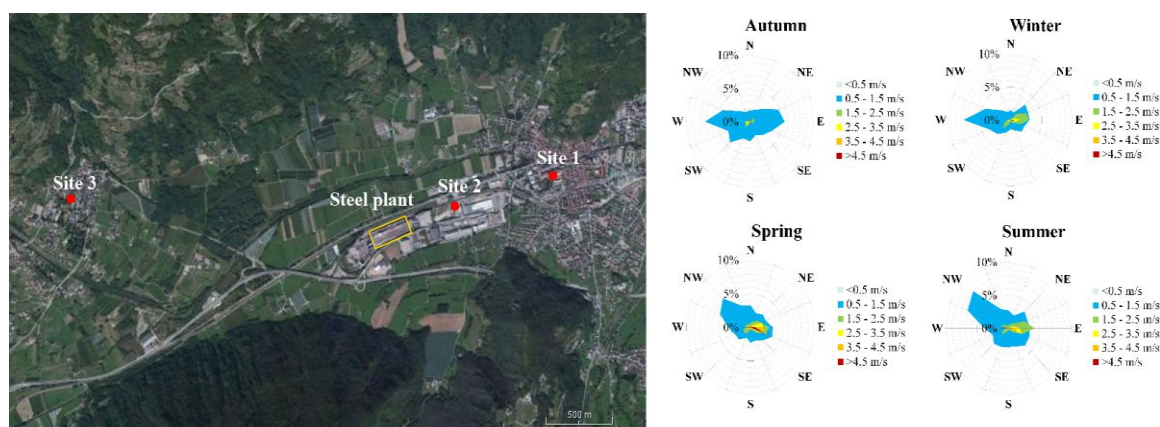 Site 1
Site 2
Site 3
Steel plant
500 m
Autumn
N
10%
NW
NE
5%
W
0%
E
SW
SE
S
<0.5 m/s
0.5 - 1.5 m/s
1.5 - 2.5 m/s
2.5 - 3.5 m/s
3.5 - 4.5 m/s
>4.5 m/s
Winter
N
10%
NW
NE
5%
W
0%
E
SW
SE
S
<0.5 m/s
0.5 - 1.5 m/s
1.5 - 2.5 m/s
2.5 - 3.5 m/s
3.5 - 4.5 m/s
>4.5 m/s
Spring
N
10%
NW
NE
5%
W
0%
E
SW
SE
S
<0.5 m/s
0.5 - 1.5 m/s
1.5 - 2.5 m/s
2.5 - 3.5 m/s
3.5 - 4.5 m/s
>4.5 m/s
Summer
N
10%
NW
NE
5%
W
0%
E
SW
SE
S
<0.5 m/s
0.5 - 1.5 m/s
1.5 - 2.5 m/s
2.5 - 3.5 m/s
3.5 - 4.5 m/s
>4.5 m/s